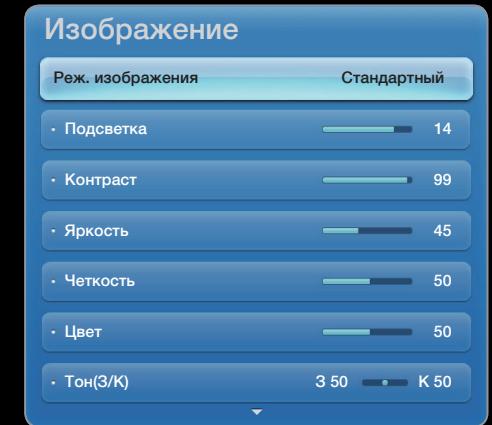 Изображение
Реж. изображения Стандартный
· Подсветка 14
· Контраст 99
· Яркость 45
· Четкость 50
· Цвет 50
· Тон(З/К) З 50 К 50